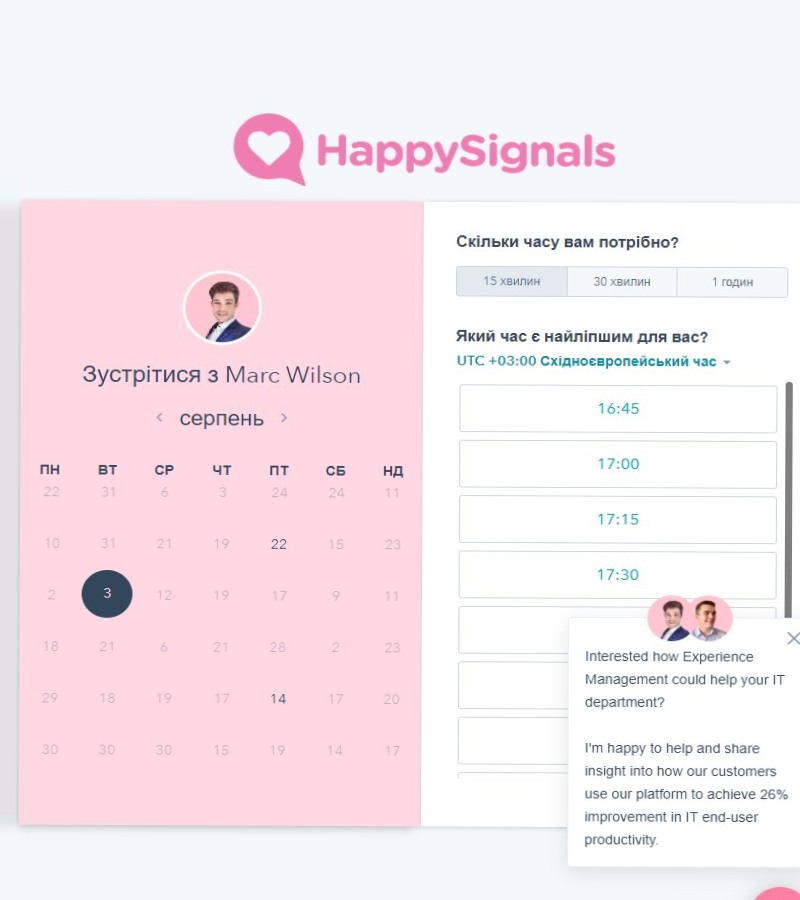 HappySignals
Зустрітися з Marc Wilson
серпень
ПН ВТ СР ЧТ ПТ СБ НД
22 31 6 3 24 24 11
10 31 21 19 22 15 23
2 3 12 19 17 9 11
18 21 6 21 28 2 23
29 18 19 17 14 17 20
30 30 30 15 19 14 17
Скільки часу вам потрібно?
15 хвилин 30 хвилин 1 годин
Який час є найліпшим для вас?
UTC +03:00 Східноєвропейський час
16:45
17:00
17:15
17:30
Interested how Experience
Management could help your IT
department?
I'm happy to help and share
insight into how our customers
use our platform to achieve 26%
improvement in IT end-user
productivity.